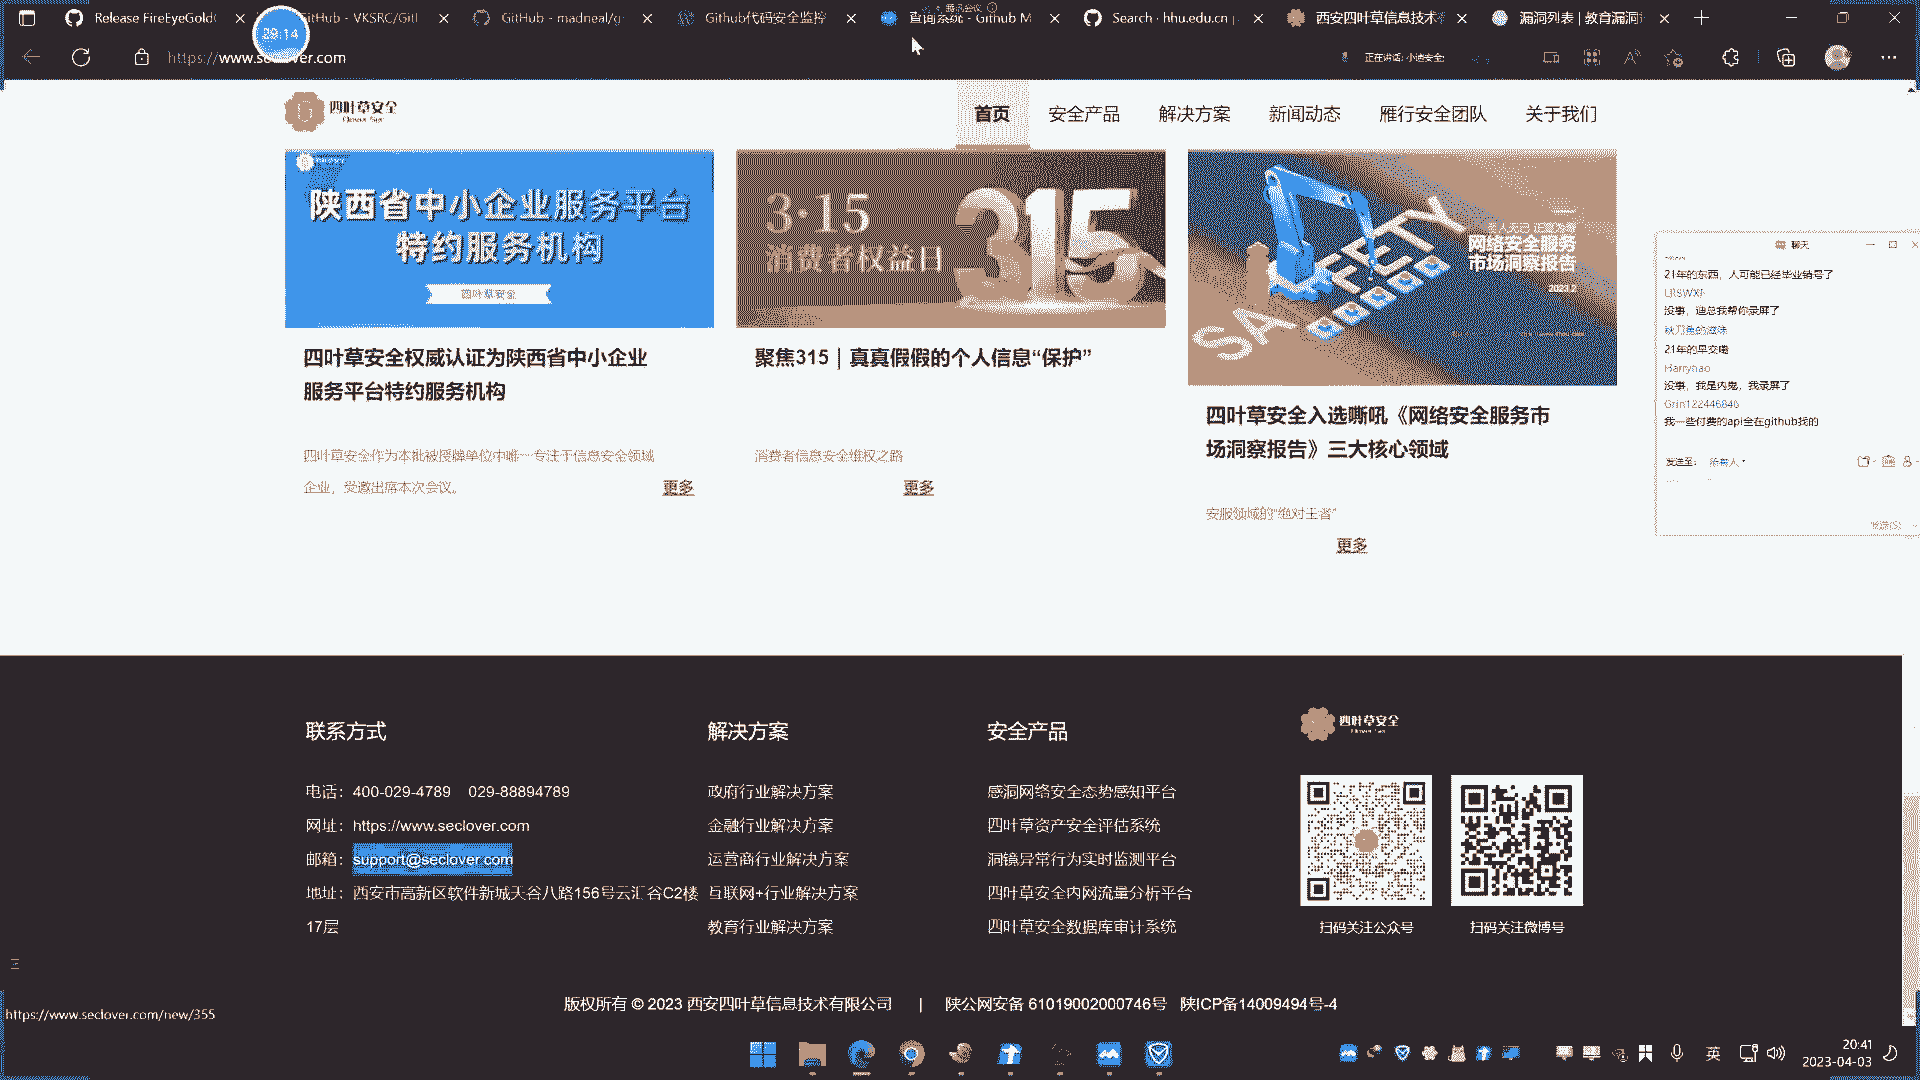 Release FireEyeGoldC
GitHub - VKSRC/Gitl
GitHub - madneal/g
Github代码安全监控
查询系统 - Github M
Search · hhu.edu.cn
西安四叶草信息技术
漏洞列表 | 教育漏洞
腾讯会议
29:14
https://www.seclover.com
正在讲话: 小迪安全;
四叶草安全
Clover Sec
首页
安全产品
解决方案
新闻动态
雁行安全团队
关于我们
陕西省中小企业服务平台
特约服务机构
四叶草安全
3·15
消费者权益日
315
SAFETY
网络安全服务
市场洞察报告
2023.2
四叶草安全权威认证为陕西省中小企业
服务平台特约服务机构
四叶草安全作为本批被授牌单位中唯一专注于信息安全领域
企业，受邀出席本次会议。
更多
聚焦315｜真真假假的个人信息“保护”
消费者信息安全维权之路
更多
四叶草安全入选嘶吼《网络安全服务市
场洞察报告》三大核心领域
安服领域的“绝对王者”
更多
聊天
21年的东西，人可能已经毕业销号了
没事，迪总我帮你录屏了
21年的早交嘞
Harryhao
没事，我是内鬼，我录屏了
Grin122446846
我一些付费的api全在github找的
发送至：
所有人
发送(S)
联系方式
电话：400-029-4789 029-88894789
网址：https://www.seclover.com
邮箱：support@seclover.com
地址：西安市高新区软件新城天谷八路156号云汇谷C2楼
17层
解决方案
政府行业解决方案
金融行业解决方案
运营商行业解决方案
互联网+行业解决方案
教育行业解决方案
安全产品
感洞网络安全态势感知平台
四叶草资产安全评估系统
洞镜异常行为实时监测平台
四叶草安全内网流量分析平台
四叶草安全数据库审计系统
四叶草安全
Clover Sec
扫码关注公众号
扫码关注微博号
版权所有 © 2023 西安四叶草信息技术有限公司 | 陕公网安备 61019002000746号 陕ICP备14009494号-4
https://www.seclover.com/new/355
英
20:41
2023-04-03